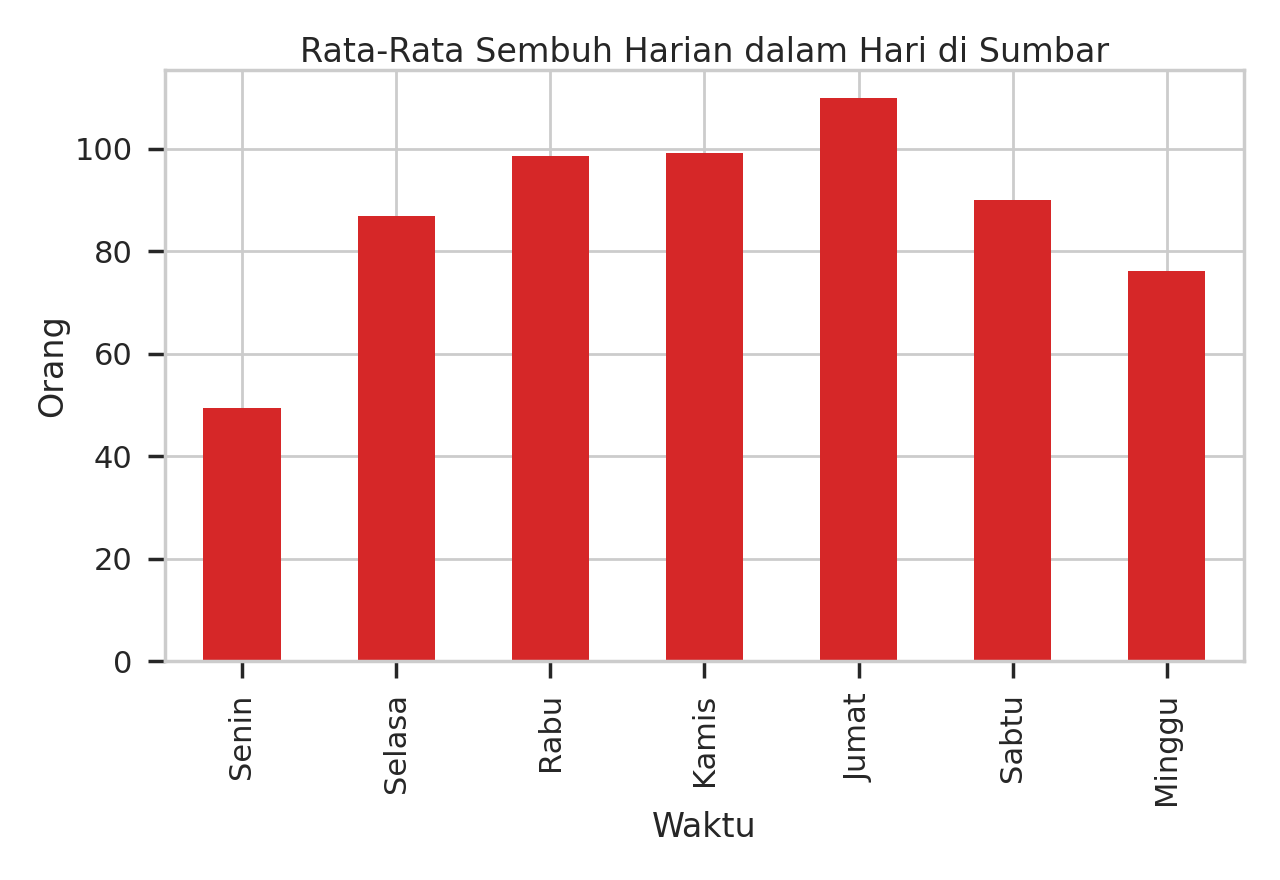 Rata-Rata Sembuh Harian dalam Hari di Sumbar
Orang
100
80
60
40
20
0
Senin
Selasa
Rabu
Kamis
Jumat
Sabtu
Minggu
Waktu